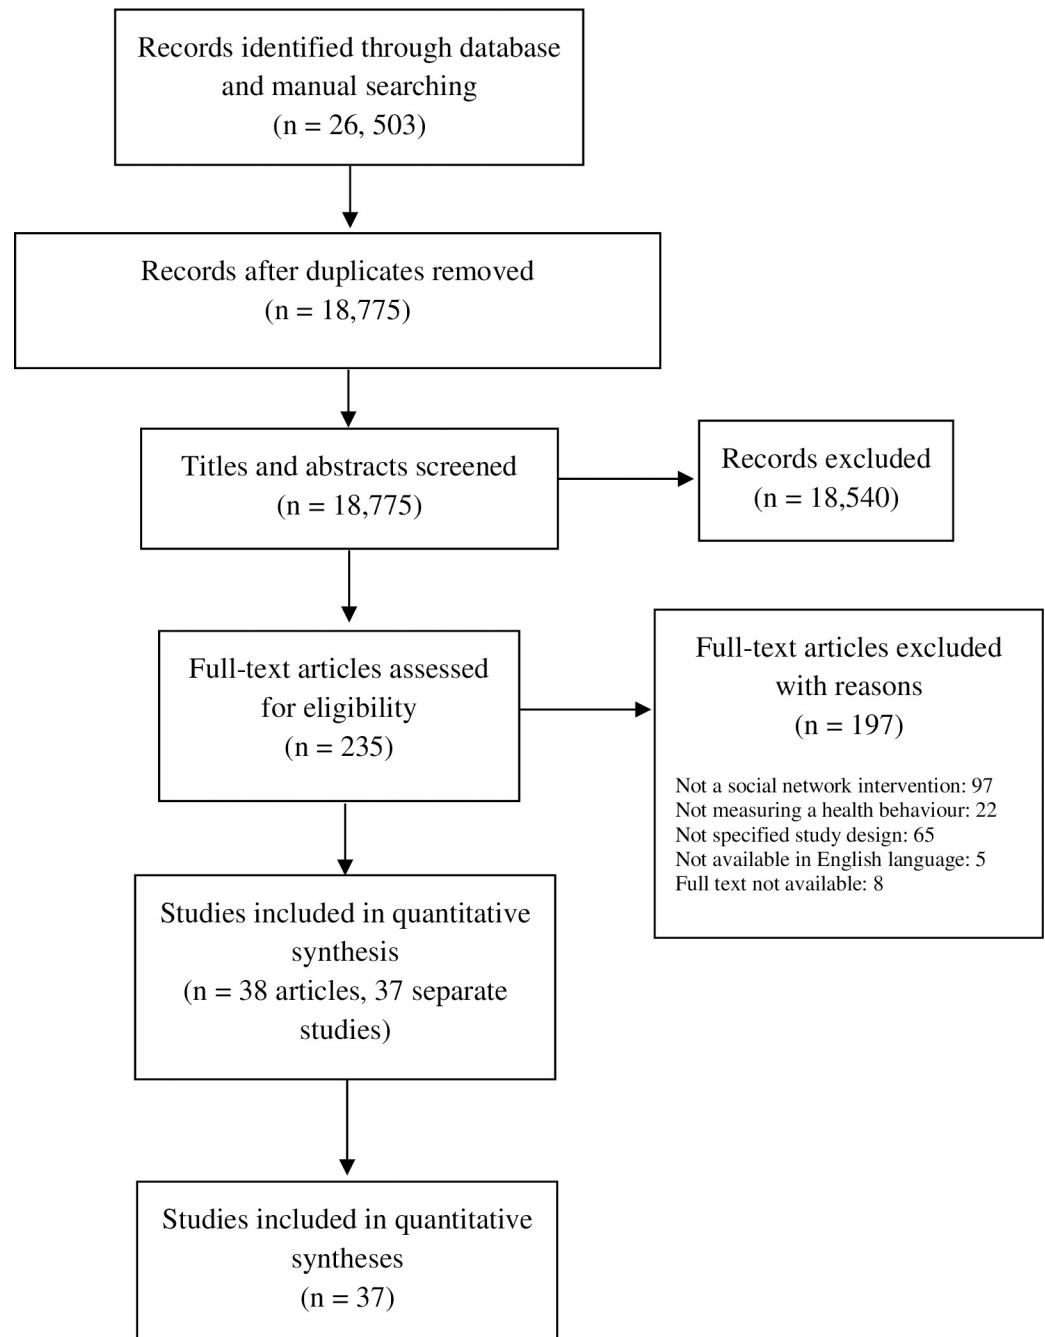 Records identified through database
and manual searching
(n = 26, 503)
Records after duplicates removed
(n = 18,775)
Titles and abstracts screened
(n = 18,775)
Records excluded
(n = 18,540)
Full-text articles assessed
for eligibility
(n = 235)
Full-text articles excluded
with reasons
(n = 197)
Not a social network intervention: 97
Not measuring a health behaviour: 22
Not specified study design: 65
Not available in English language: 5
Full text not available: 8
Studies included in quantitative
synthesis
(n = 38 articles, 37 separate
studies)
Studies included in quantitative
syntheses
(n = 37)